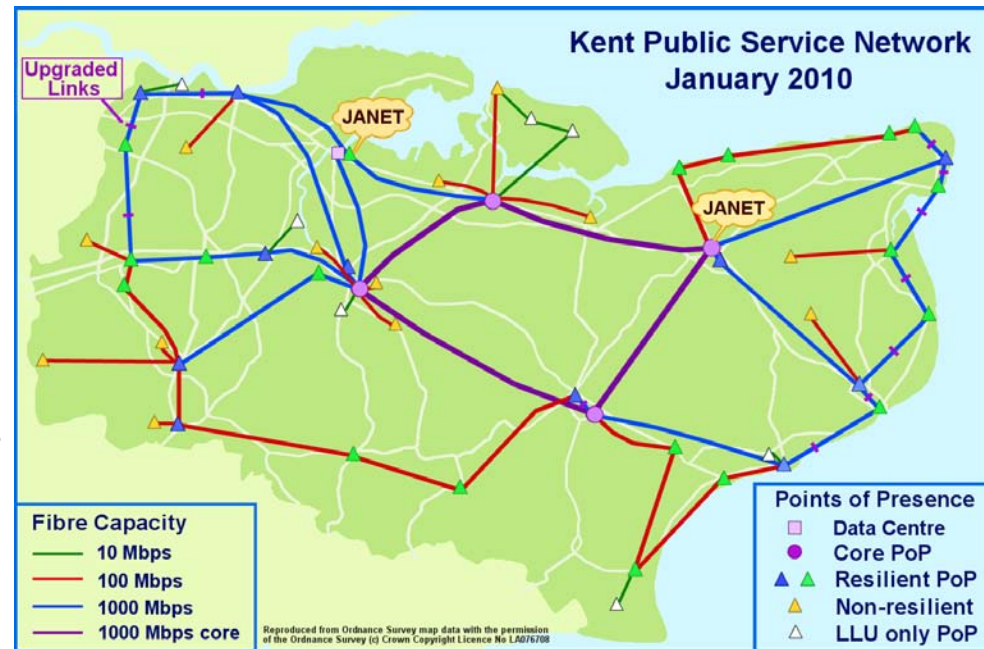 Kent Public Service Network
January 2010
Upgraded
Links
JANET
JANET
Fibre Capacity
10 Mbps
100 Mbps
1000 Mbps
1000 Mbps core
Reproduced from Ordnance Survey map data with the permission
of the Ordnance Survey (c) Crown Copyright Licence No LA076708
Points of Presence
Data Centre
Core PoP
Resilient PoP
Non-resilient
LLU only PoP